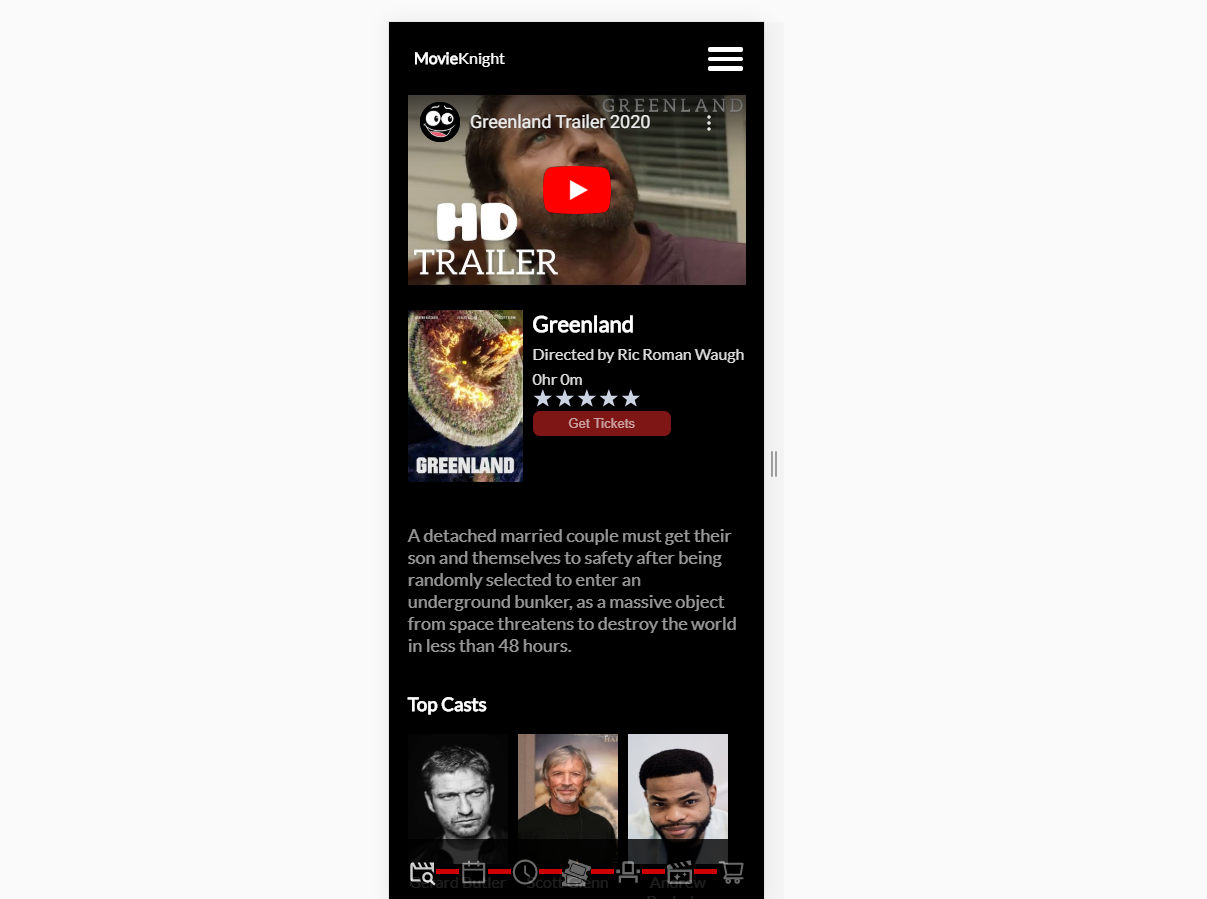 MovieKnight
GREENLAND
Greenland Trailer 2020
HD
TRAILER
Greenland
Directed by Ric Roman Waugh
0hr 0m
Get Tickets
GREENLAND
A detached married couple must get their
son and themselves to safety after being
randomly selected to enter an
underground bunker, as a massive object
from space threatens to destroy the world
in less than 48 hours.
Top Casts
Gerard Butler
Scott Glenn
Andrew